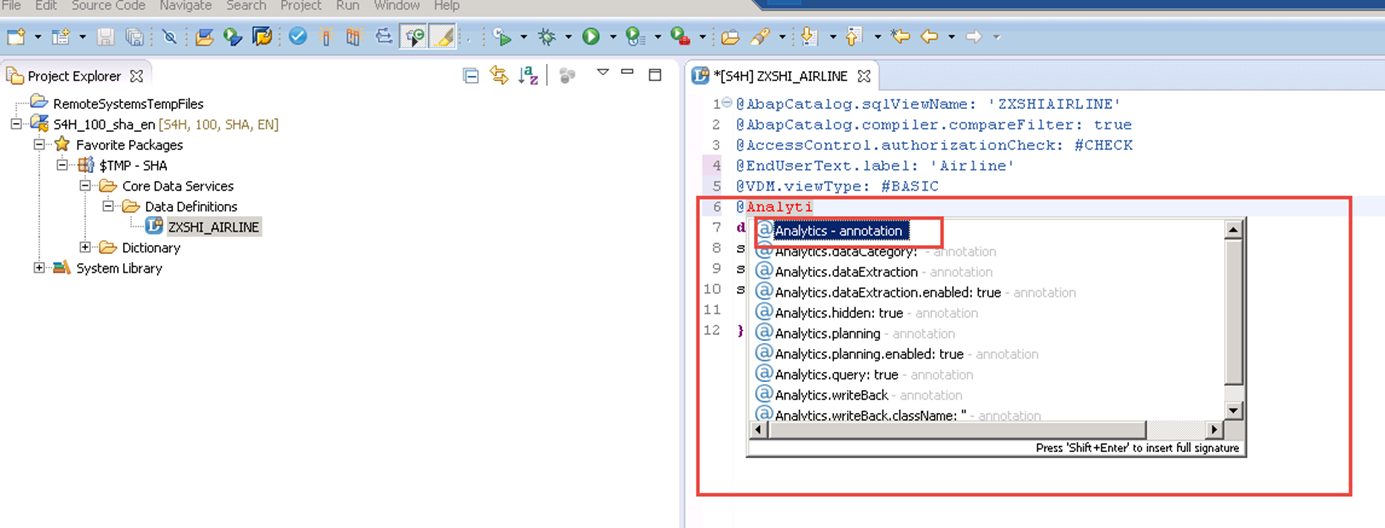 File Edit Source Code Navigate Search Project Run Window Help
Project Explorer
RemoteSystemsTempFiles
S4H_100_sha_en [S4H, 100, SHA, EN]
Favorite Packages
$TMP - SHA
Core Data Services
Data Definitions
ZXSHI_AIRLINE
Dictionary
System Library
*[S4H] ZXSHI_AIRLINE
1 @AbapCatalog.sqlViewName: 'ZXSHIAIRLINE'
2 @AbapCatalog.compiler.compareFilter: true
3 @AccessControl.authorizationCheck: #CHECK
4 @EndUserText.label: 'Airline'
5 @VDM.viewType: #BASIC
6 @Analyti
7 d
8 s
9 s
10 s
11
12 }
@Analytics - annotation
@Analytics.dataCategory: - annotation
@Analytics.dataExtraction - annotation
@Analytics.dataExtraction.enabled: true - annotation
@Analytics.hidden: true - annotation
@Analytics.planning - annotation
@Analytics.planning.enabled: true - annotation
@Analytics.query: true - annotation
@Analytics.writeBack - annotation
@Analytics.writeBack.className: '' - annotation
Press 'Shift+Enter' to insert full signature